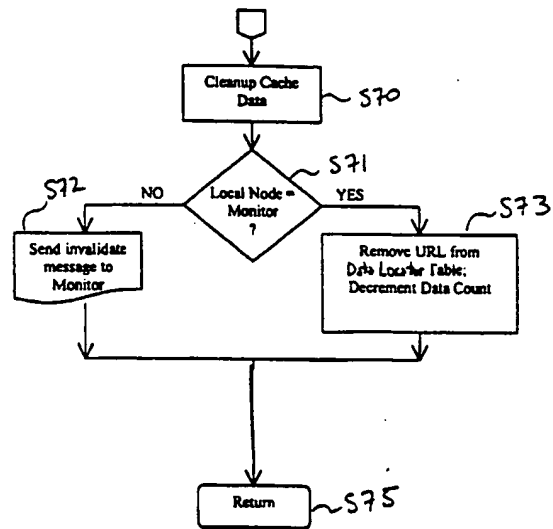 Cleanup Cache
Data
S70
S71
Local Node =
Monitor
?
NO
YES
S72
Send invalidate
message to
Monitor
S73
Remove URL from
Data Locator Table;
Decrement Data Count
Return
S75